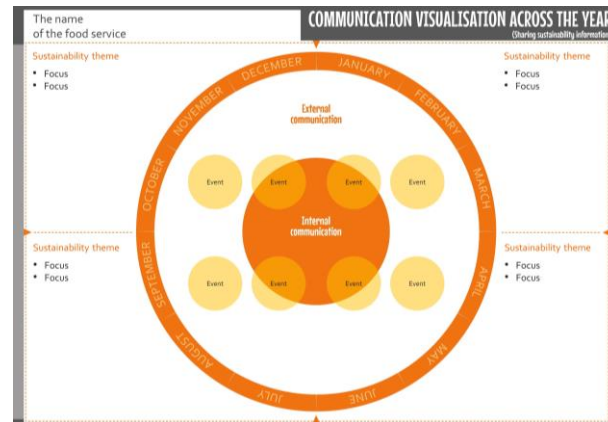 The name
of the food service
COMMUNICATION VISUALISATION ACROSS THE YEAR
(Sharing sustainability information)
Sustainability theme
• Focus
• Focus
Sustainability theme
• Focus
• Focus
DECEMBER
JANUARY
NOVEMBER
FEBRUARY
OCTOBER
MARCH
External
communication
Event
Event
Event
Event
Internal
communication
Sustainability theme
• Focus
• Focus
Sustainability theme
• Focus
• Focus
Event
Event
Event
Event
SEPTEMBER
APRIL
AUGUST
MAY
JULY
JUNE